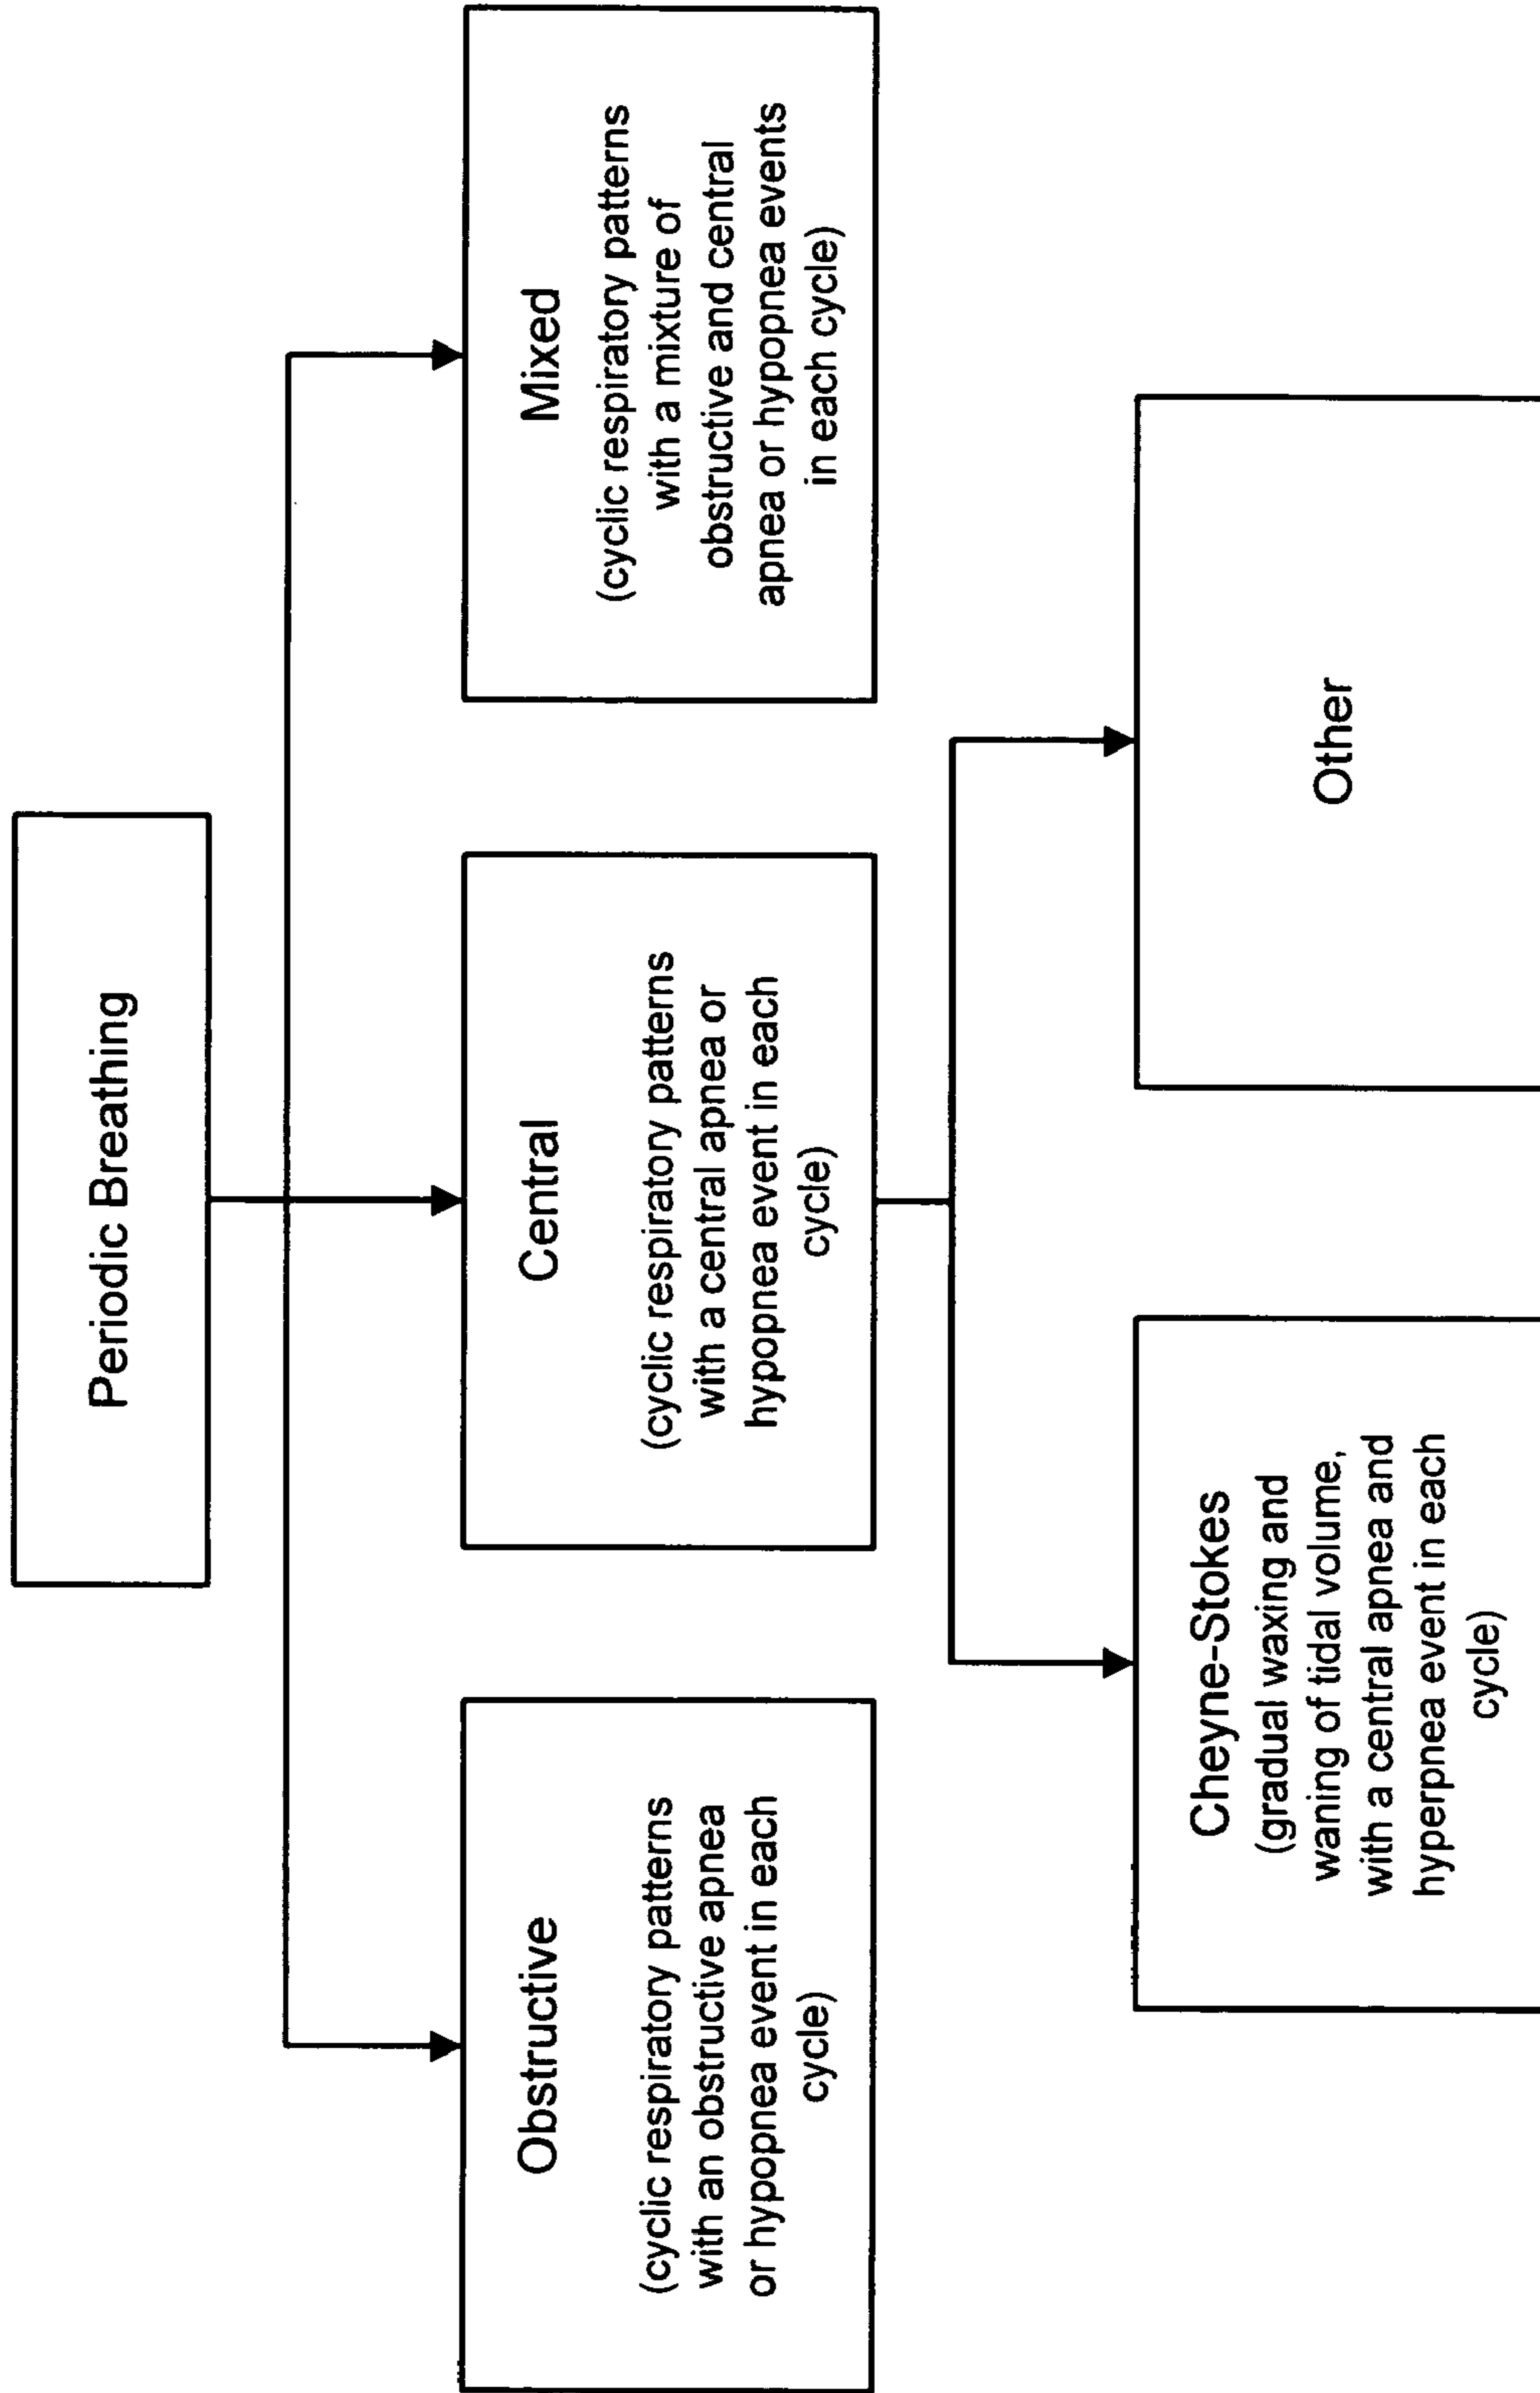 Periodic Breathing
Obstructive
(cyclic respiratory patterns
with an obstructive apnea
or hypopnea event in each
cycle)
Central
(cyclic respiratory patterns
with a central apnea or
hypopnea event in each
cycle)
Mixed
(cyclic respiratory patterns
with a mixture of
obstructive and central
apnea or hypopnea events
in each cycle)
Cheyne-Stokes
(gradual waxing and
waning of tidal volume,
with a central apnea and
hyperpnea event in each
cycle)
Other